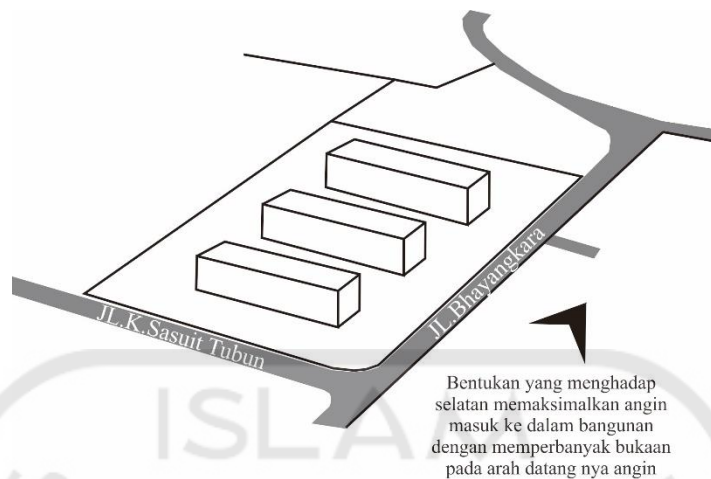 JL.Bhayangkara
JL.K.Sasuit Tubun
Bentukan yang menghadap
selatan memaksimalkan angin
masuk ke dalam bangunan
dengan memperbanyak bukaan
pada arah datang nya angin
ISLAM